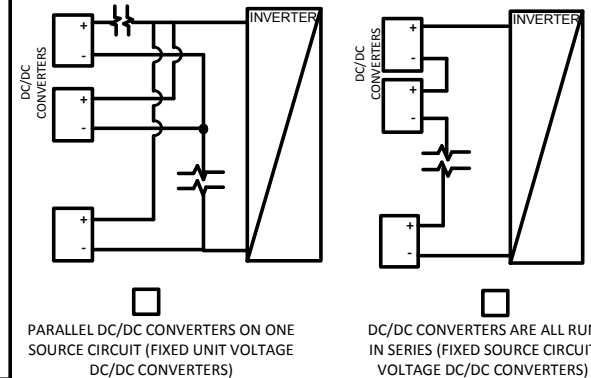 DC/DC
CONVERTERS
+
-
+
-
+
-
INVERTER
PARALLEL DC/DC CONVERTERS ON ONE
SOURCE CIRCUIT (FIXED UNIT VOLTAGE
DC/DC CONVERTERS)
DC/DC
CONVERTERS
+
-
+
-
+
-
INVERTER
DC/DC CONVERTERS ARE ALL RUN
IN SERIES (FIXED SOURCE CIRCUIT
VOLTAGE DC/DC CONVERTERS)